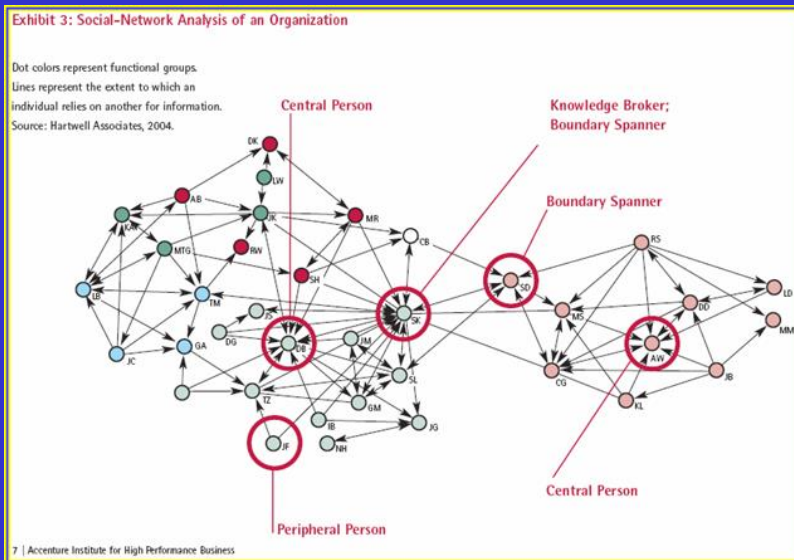 Exhibit 3: Social-Network Analysis of an Organization
Dot colors represent functional groups.
Lines represent the extent to which an
individual relies on another for information.
Source: Hartwell Associates, 2004.
Central Person
Knowledge Broker;
Boundary Spanner
Boundary Spanner
DK
LW
AB
KA
JK
MR
CB
MTG
RW
SH
RS
SD
LB
TM
LD
JS
SK
MS
DD
DG
MM
GA
DB
JM
AW
JC
CG
JB
SL
TZ
GM
KL
IB
JG
JF
NH
Central Person
Peripheral Person
7 | Accenture Institute for High Performance Business